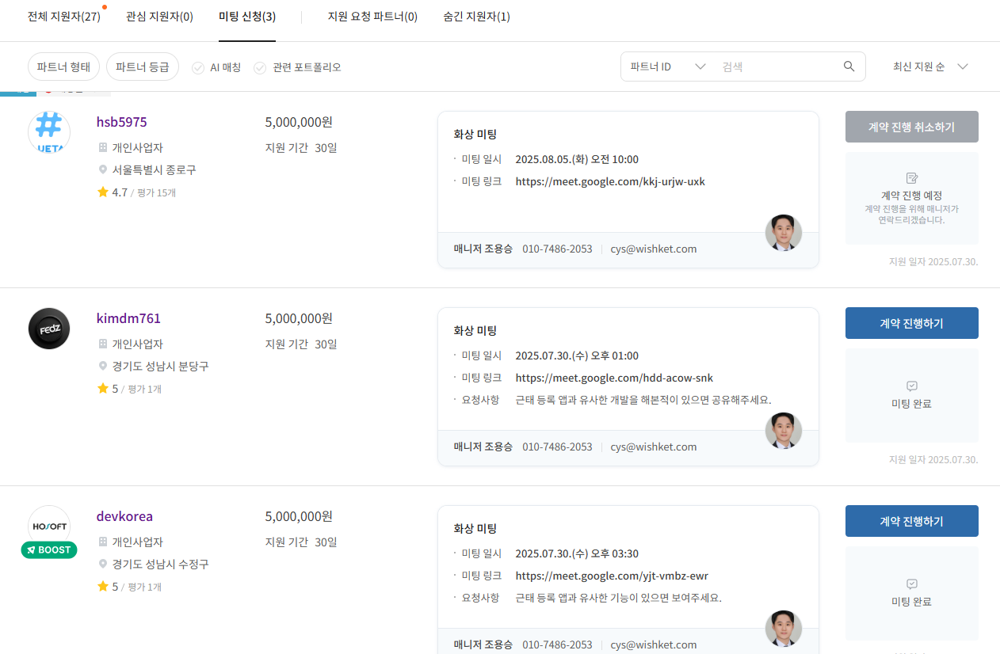 전체 지원자(27) 관심 지원자(0) 미팅 신청(3) 지원 요청 파트너(0) 숨긴 지원자(1)
파트너 형태 파트너 등급 AI 매칭 관련 포트폴리오 파트너 ID 검색 최신 지원 순
UETA
hsb5975
개인사업자
서울특별시 종로구
4.7 / 평가 15개
5,000,000원
지원 기간 30일
화상 미팅
· 미팅 일시 2025.08.05.(화) 오전 10:00
· 미팅 링크 https://meet.google.com/kkj-urjw-uxk
매니저 조용승 010-7486-2053 cys@wishket.com
계약 진행 취소하기
계약 진행 예정
계약 진행을 위해 매니저가
연락드리겠습니다.
지원 일자 2025.07.30.
FEDZ
kimdm761
개인사업자
경기도 성남시 분당구
5 / 평가 1개
5,000,000원
지원 기간 30일
화상 미팅
· 미팅 일시 2025.07.30.(수) 오후 01:00
· 미팅 링크 https://meet.google.com/hdd-acow-snk
· 요청사항 근태 등록 앱과 유사한 개발을 해본적이 있으면 공유해주세요.
매니저 조용승 010-7486-2053 cys@wishket.com
계약 진행하기
미팅 완료
지원 일자 2025.07.30.
HOSOFT
BOOST
devkorea
개인사업자
경기도 성남시 수정구
5 / 평가 1개
5,000,000원
지원 기간 30일
화상 미팅
· 미팅 일시 2025.07.30.(수) 오후 03:30
· 미팅 링크 https://meet.google.com/yjt-vmbz-ewr
· 요청사항 근태 등록 앱과 유사한 기능이 있으면 보여주세요.
매니저 조용승 010-7486-2053 cys@wishket.com
계약 진행하기
미팅 완료